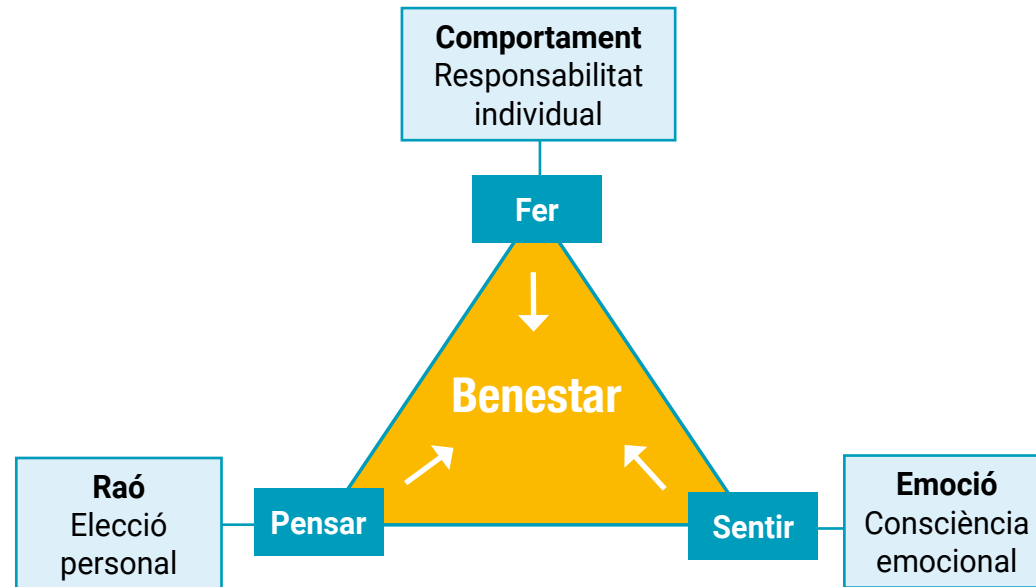 Comportament
Responsabilitat
individual
Fer
Benestar
Raó
Elecció
personal
Pensar
Sentir
Emoció
Consciència
emocional